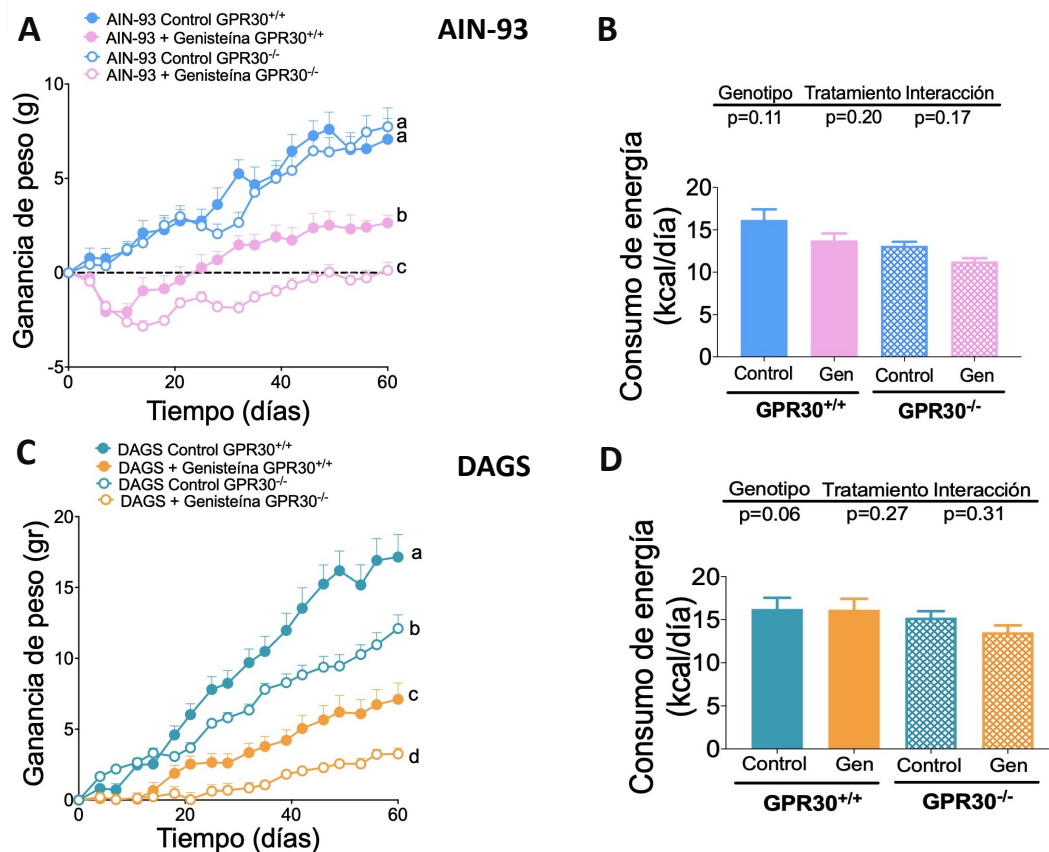 A
AIN-93 Control GPR30+/+
AIN-93 + Genisteína GPR30+/+
AIN-93 Control GPR30-/-
AIN-93 + Genisteína GPR30-/-
AIN-93
Ganancia de peso (g)
10
5
0
-5
0 20 40 60
Tiempo (días)
a
a
b
c
B
Genotipo Tratamiento Interacción
p=0.11 p=0.20 p=0.17
Consumo de energía
(kcal/día)
20
15
10
5
0
Control Gen Control Gen
GPR30+/+ GPR30-/-
C
DAGS Control GPR30+/+
DAGS + Genisteína GPR30+/+
DAGS Control GPR30-/-
DAGS + Genisteína GPR30-/-
DAGS
Ganancia de peso (gr)
20
15
10
5
0
0 20 40 60
Tiempo (días)
a
b
c
d
D
Genotipo Tratamiento Interacción
p=0.06 p=0.27 p=0.31
Consumo de energía
(kcal/día)
20
15
10
5
0
Control Gen Control Gen
GPR30+/+ GPR30-/-